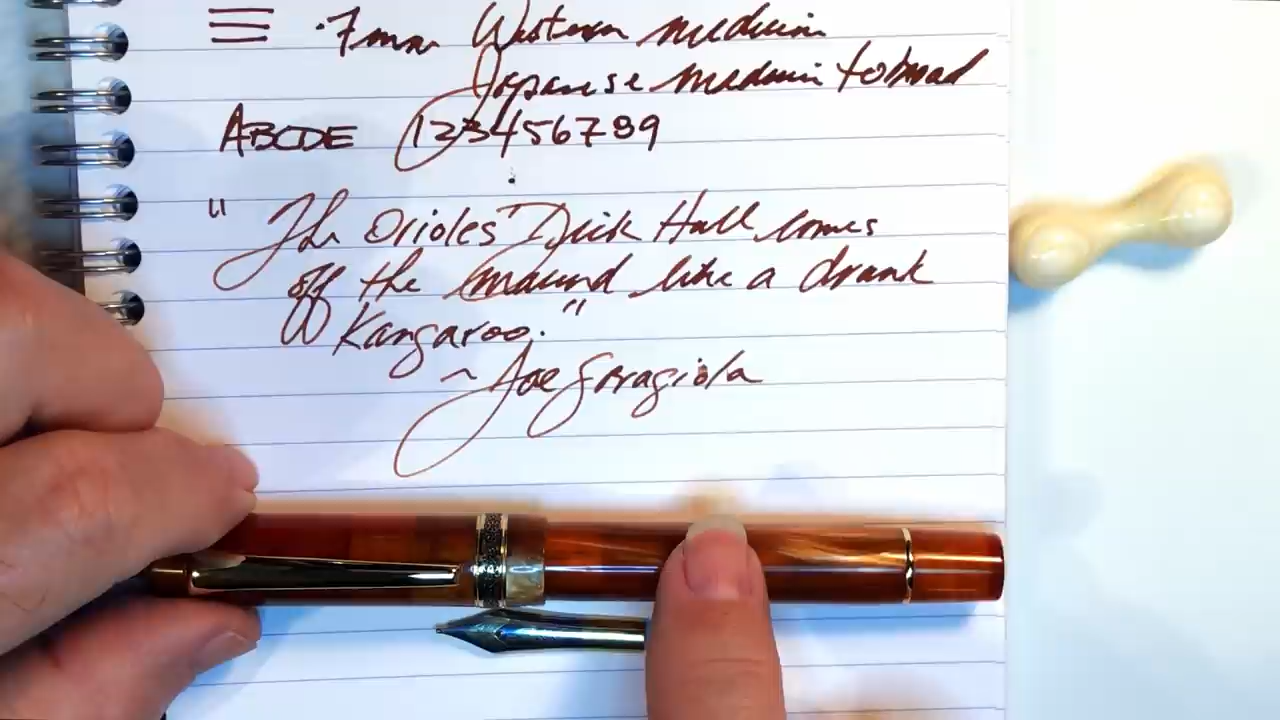 Western medium
Japanese medium to broad
ABCDE 123456789
"The Orioles' Dick Hall comes
off the mound like a drunk
Kangaroo."
~ Joe Garagiola